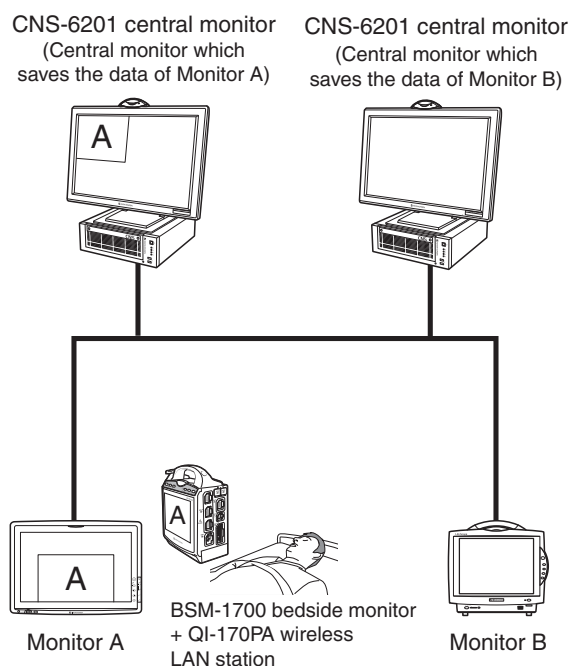 CNS-6201 central monitor
(Central monitor which
saves the data of Monitor A)
CNS-6201 central monitor
(Central monitor which
saves the data of Monitor B)
A
A
A
BSM-1700 bedside monitor
+ QI-170PA wireless
LAN station
Monitor A
Monitor B